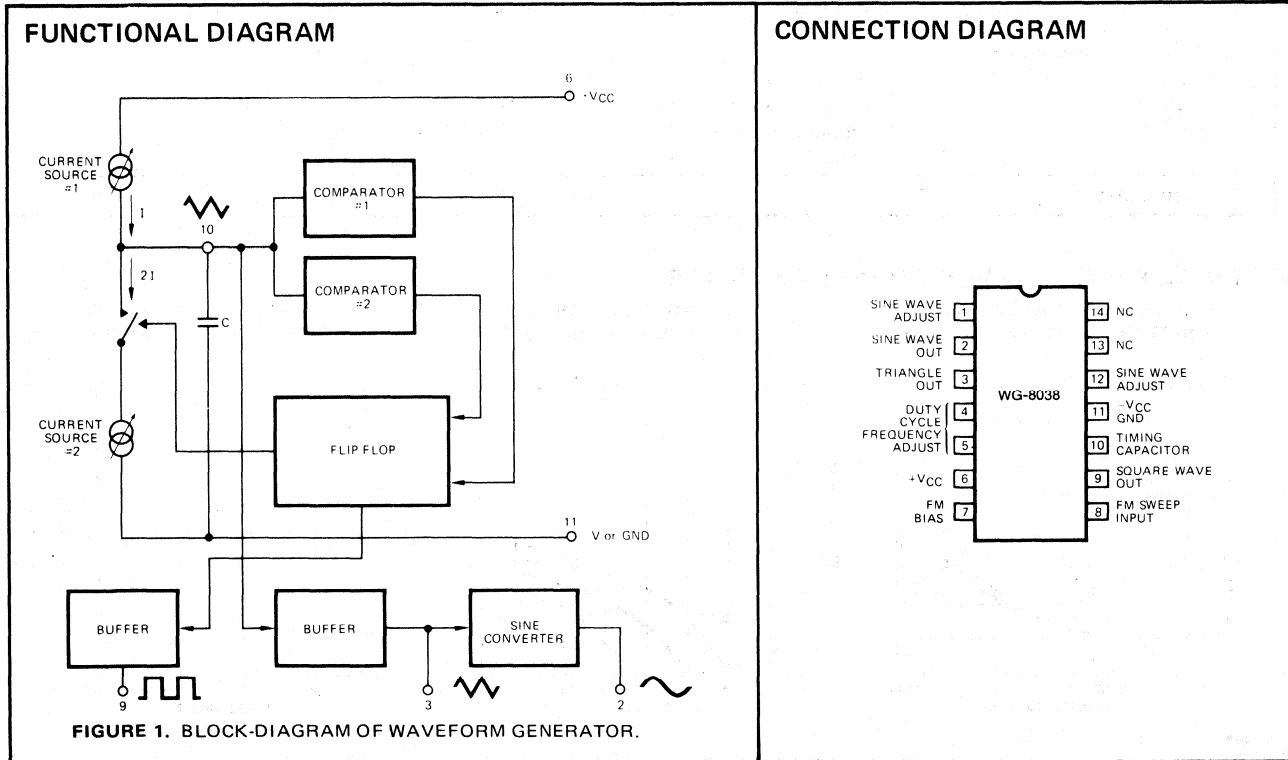 FUNCTIONAL DIAGRAM
6
+VCC
CURRENT
SOURCE
#1
I
10
2I
C
COMPARATOR
#1
COMPARATOR
#2
FLIP FLOP
CURRENT
SOURCE
#2
11
V or GND
BUFFER
BUFFER
SINE
CONVERTER
9
3
2
FIGURE 1. BLOCK-DIAGRAM OF WAVEFORM GENERATOR.
CONNECTION DIAGRAM
WG-8038
SINE WAVE
ADJUST 1
SINE WAVE
OUT 2
TRIANGLE
OUT 3
DUTY
CYCLE 4
FREQUENCY
ADJUST 5
+VCC 6
FM
BIAS 7
14 NC
13 NC
12 SINE WAVE
ADJUST
11 -VCC
GND
10 TIMING
CAPACITOR
9 SQUARE WAVE
OUT
8 FM SWEEP
INPUT